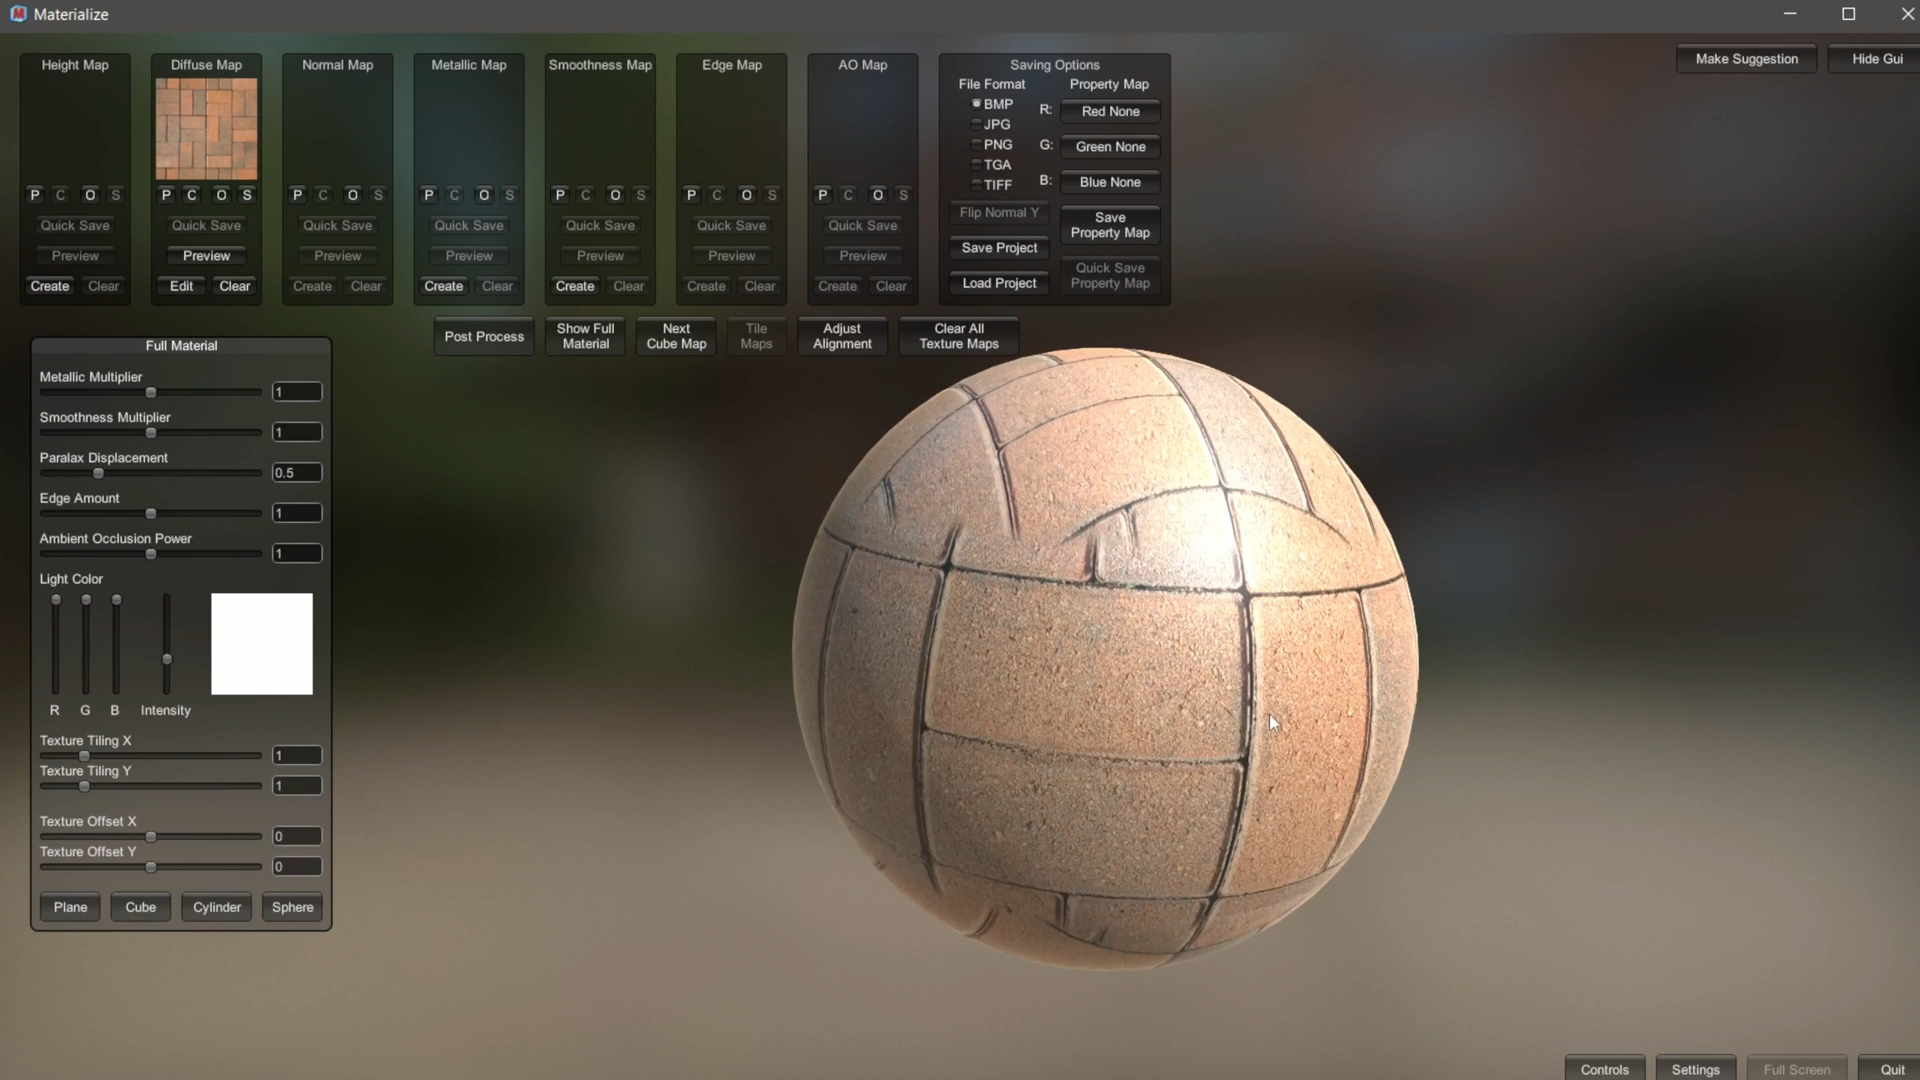 Materialize
Make Suggestion
Hide Gui
Height Map
P C O S
Quick Save
Preview
Create Clear
Diffuse Map
P C O S
Quick Save
Preview
Edit Clear
Normal Map
P C O S
Quick Save
Preview
Create Clear
Metallic Map
P C O S
Quick Save
Preview
Create Clear
Smoothness Map
P C O S
Quick Save
Preview
Create Clear
Edge Map
P C O S
Quick Save
Preview
Create Clear
AO Map
P C O S
Quick Save
Preview
Create Clear
Saving Options
File Format
BMP
JPG
PNG
TGA
TIFF
Flip Normal Y
Save Project
Load Project
Property Map
R: Red None
G: Green None
B: Blue None
Save
Property Map
Quick Save
Property Map
Post Process
Show Full
Material
Next
Cube Map
Tile
Maps
Adjust
Alignment
Clear All
Texture Maps
Full Material
Metallic Multiplier
1
Smoothness Multiplier
1
Paralax Displacement
0.5
Edge Amount
1
Ambient Occlusion Power
1
Light Color
R G B Intensity
Texture Tiling X
1
Texture Tiling Y
1
Texture Offset X
0
Texture Offset Y
0
Plane Cube Cylinder Sphere
Controls Settings Full Screen Quit